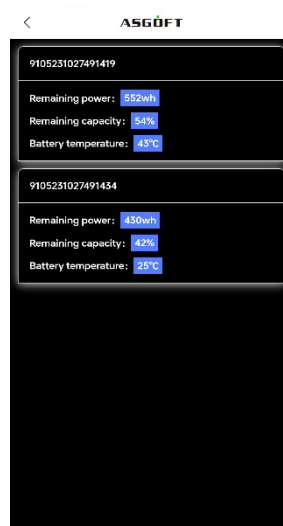 ASGOFT
9105231027491419
Remaining power: 552wh
Remaining capacity: 54%
Battery temperature: 43°C
9105231027491434
Remaining power: 430wh
Remaining capacity: 42%
Battery temperature: 25°C